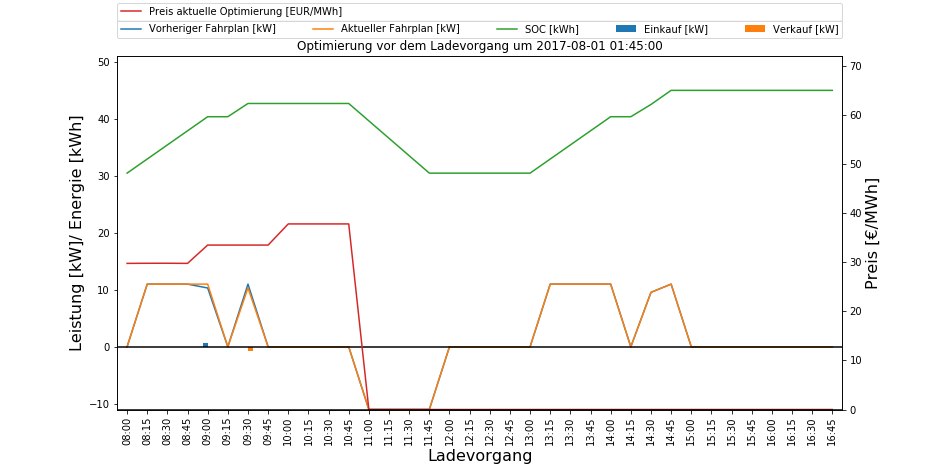 Preis aktuelle Optimierung [EUR/MWh]
Vorheriger Fahrplan [kW] Aktueller Fahrplan [kW] SOC [kWh] Einkauf [kW] Verkauf [kW]
Optimierung vor dem Ladevorgang um 2017-08-01 01:45:00
Leistung [kW]/ Energie [kWh]
50
40
30
20
10
0
−10
70
60
50
40
30
20
10
0
Preis [€/MWh]
08:00 08:15 08:30 08:45 09:00 09:15 09:30 09:45 10:00 10:15 10:30 10:45 11:00 11:15 11:30 11:45 12:00 12:15 12:30 12:45 13:00 13:15 13:30 13:45 14:00 14:15 14:30 14:45 15:00 15:15 15:30 15:45 16:00 16:15 16:30 16:45
Ladevorgang